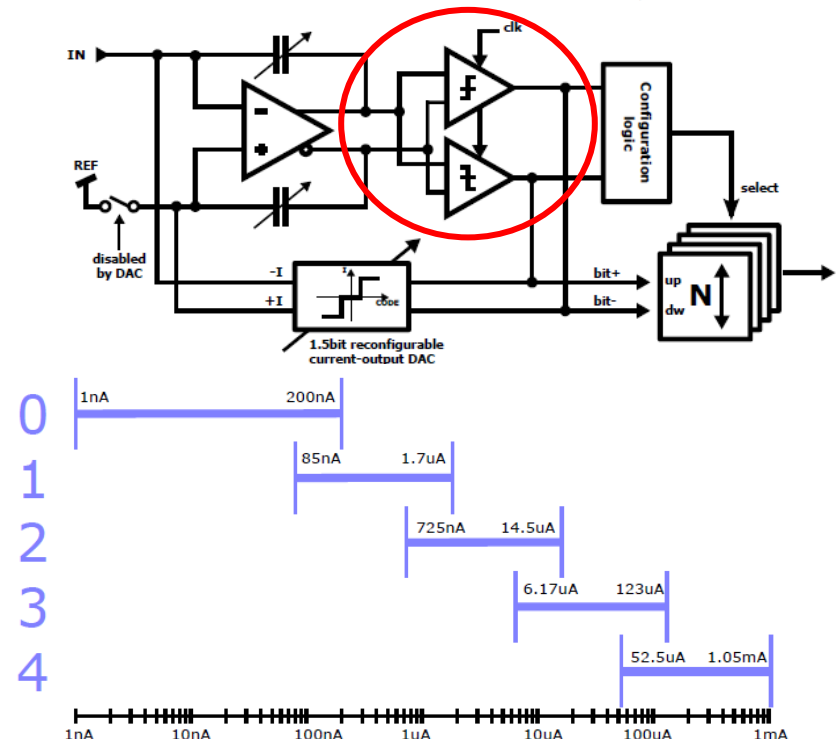 clk
IN
Configuration
logic
REF
select
disabled
by DAC
-I
+I
I
CODE
bit+
bit-
up
dw
N
1.5bit reconfigurable
current-output DAC
0
1nA 200nA
1
85nA 1.7uA
2
725nA 14.5uA
3
6.17uA 123uA
4
52.5uA 1.05mA
1nA 10nA 100nA 1uA 10uA 100uA 1mA